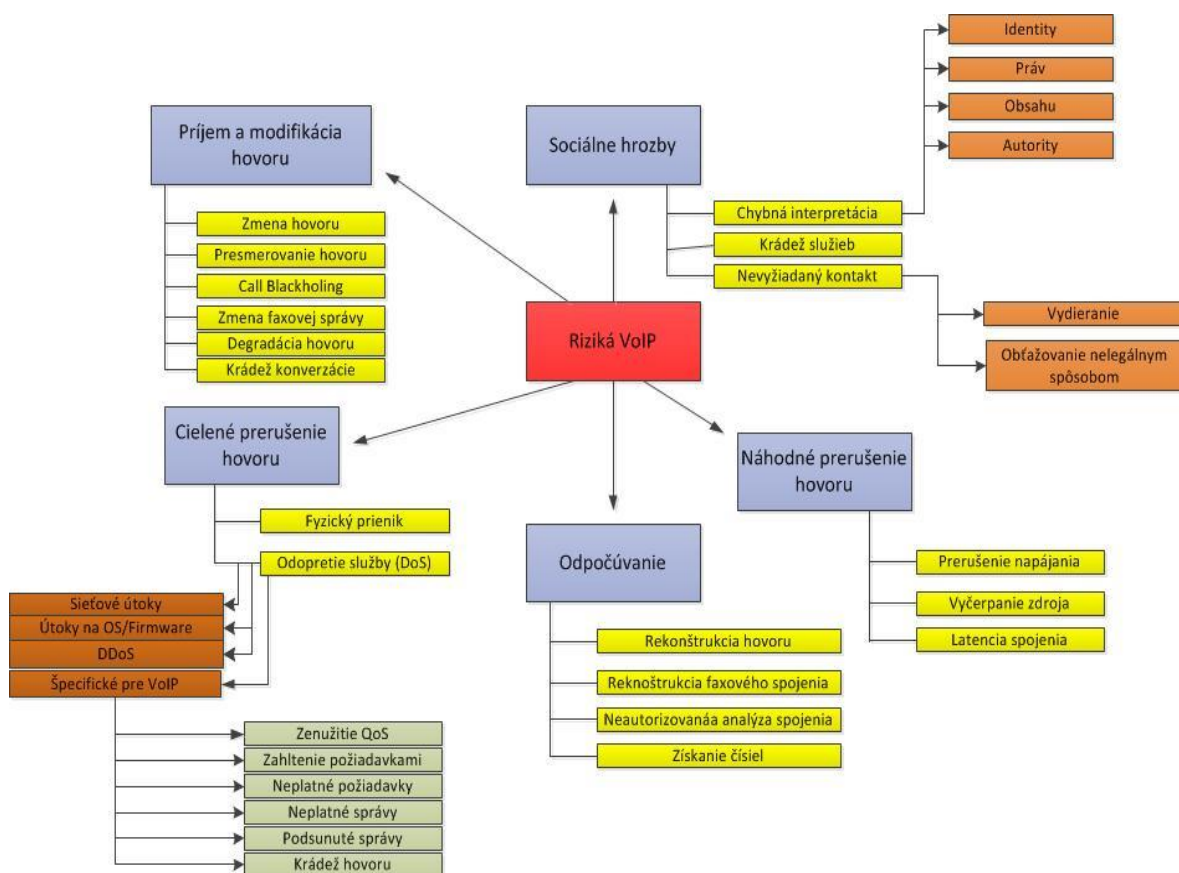 Identity
Práv
Obsahu
Autority
Príjem a modifikácia
hovoru
Sociálne hrozby
Zmena hovoru
Presmerovanie hovoru
Call Blackholing
Zmena faxovej správy
Degradácia hovoru
Krádež konverzácie
Chybná interpretácia
Krádež služieb
Nevyžiadaný kontakt
Riziká VoIP
Vydieranie
Obťažovanie nelegálnym
spôsobom
Cielené prerušenie
hovoru
Fyzický prienik
Odopretie služby (DoS)
Sieťové útoky
Útoky na OS/Firmware
DDoS
Špecifické pre VoIP
Zenužitie QoS
Zahltenie požiadavkami
Neplatné požiadavky
Neplatné správy
Podsunuté správy
Krádež hovoru
Odpočúvanie
Rekonštrukcia hovoru
Reknoštrukcia faxového spojenia
Neautorizovanáa analýza spojenia
Získanie čísiel
Náhodné prerušenie
hovoru
Prerušenie napájania
Vyčerpanie zdroja
Latencia spojenia